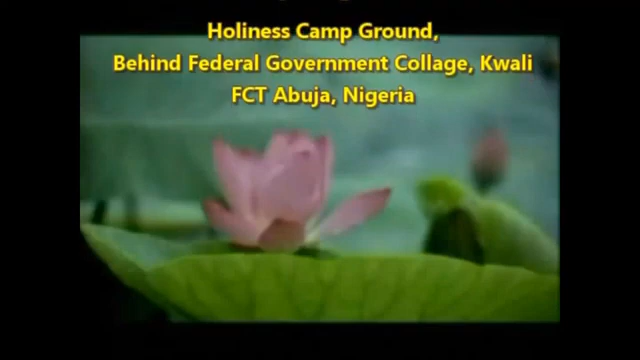 Holiness Camp Ground,
Behind Federal Government Collage, Kwali
FCT Abuja, Nigeria